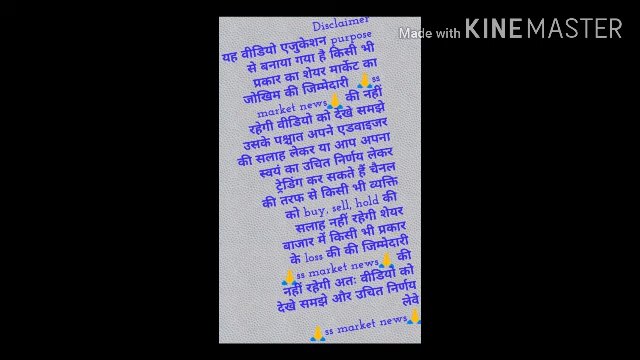 Made with KINEMASTER
Disclaimer
यह वीडियो एजुकेशन purpose
से बनाया गया है किसी भी
प्रकार का शेयर मार्केट का
जोखिम की जिम्मेदारी 🙏ss
market news🙏 की नहीं
रहेगी वीडियो को देखे समझे
उसके पश्चात अपने एडवाइजर
की सलाह लेकर या आप अपना
स्वयं का उचित निर्णय लेकर
ट्रेडिंग कर सकते हैं चैनल
की तरफ से किसी भी व्यक्ति
को buy, sell, hold की
सलाह नहीं रहेगी शेयर
बाजार में किसी भी प्रकार
के loss की की जिम्मेदारी
🙏ss market news🙏 की
नहीं रहेगी अतः वीडियो को
देखे समझे और उचित निर्णय
लेवे
🙏ss market news🙏